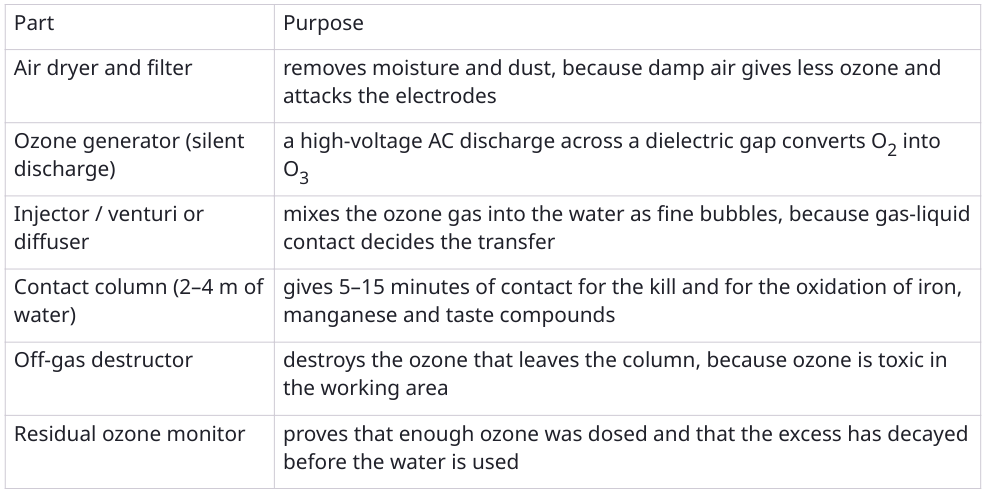 Part
Purpose
Air dryer and filter
removes moisture and dust, because damp air gives less ozone and
attacks the electrodes
Ozone generator (silent
discharge)
a high-voltage AC discharge across a dielectric gap converts O2 into
O3
Injector / venturi or
diffuser
mixes the ozone gas into the water as fine bubbles, because gas-liquid
contact decides the transfer
Contact column (2–4 m of
water)
gives 5–15 minutes of contact for the kill and for the oxidation of iron,
manganese and taste compounds
Off-gas destructor
destroys the ozone that leaves the column, because ozone is toxic in
the working area
Residual ozone monitor
proves that enough ozone was dosed and that the excess has decayed
before the water is used